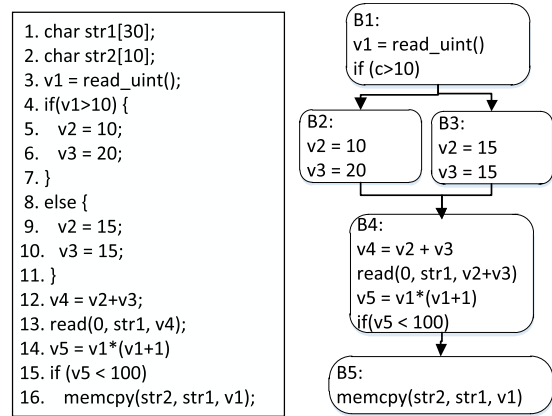 1. char str1[30];
2. char str2[10];
3. v1 = read_uint();
4. if(v1>10) {
5. v2 = 10;
6. v3 = 20;
7. }
8. else {
9. v2 = 15;
10. v3 = 15;
11. }
12. v4 = v2+v3;
13. read(0, str1, v4);
14. v5 = v1*(v1+1)
15. if (v5 < 100)
16. memcpy(str2, str1, v1);
B1:
v1 = read_uint()
if (c>10)
B2:
v2 = 10
v3 = 20
B3:
v2 = 15
v3 = 15
B4:
v4 = v2 + v3
read(0, str1, v2+v3)
v5 = v1*(v1+1)
if(v5 < 100)
B5:
memcpy(str2, str1, v1)